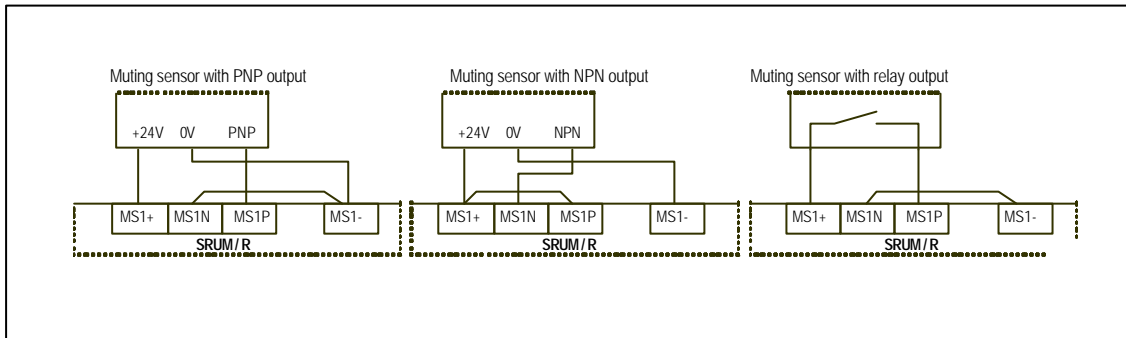 Muting sensor with PNP output
Muting sensor with NPN output
Muting sensor with relay output
+24V 0V PNP
+24V 0V NPN
MS1+ MS1N MS1P MS1-
MS1+ MS1N MS1P MS1-
MS1+ MS1N MS1P MS1-
SRUM / R
SRUM / R
SRUM / R